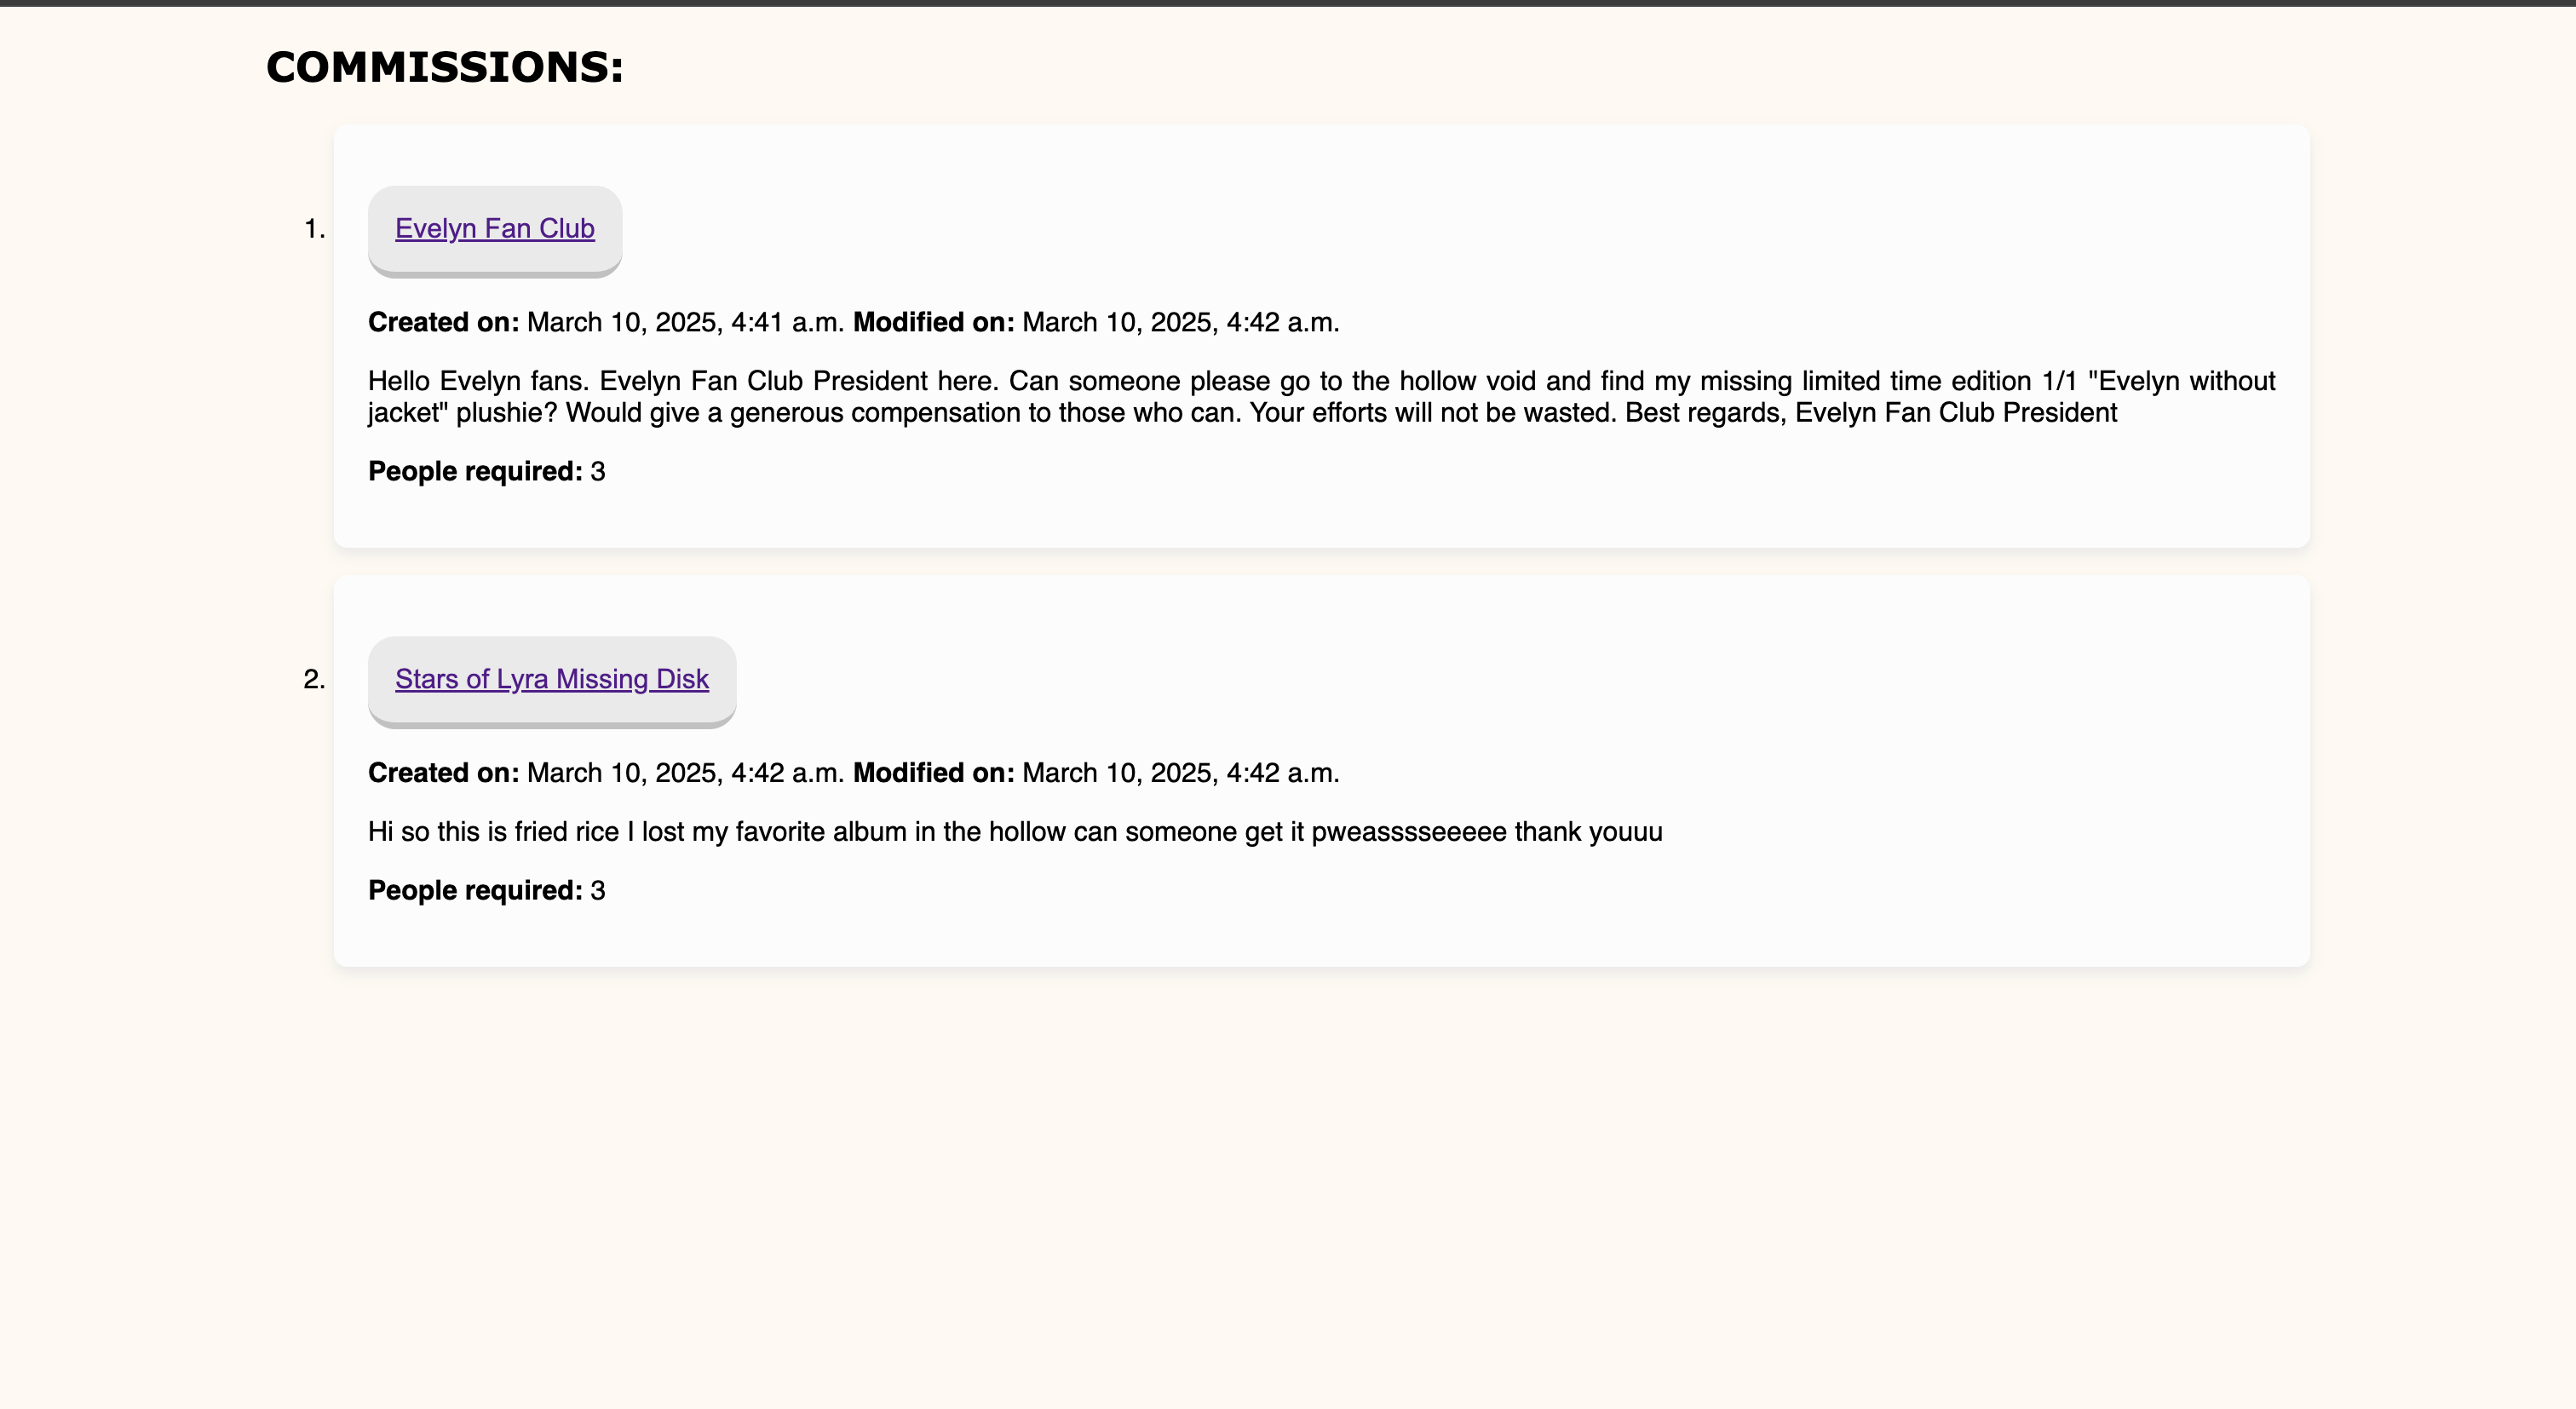 COMMISSIONS:
1.
Evelyn Fan Club
Created on: March 10, 2025, 4:41 a.m. Modified on: March 10, 2025, 4:42 a.m.
Hello Evelyn fans. Evelyn Fan Club President here. Can someone please go to the hollow void and find my missing limited time edition 1/1 "Evelyn without
jacket" plushie? Would give a generous compensation to those who can. Your efforts will not be wasted. Best regards, Evelyn Fan Club President
People required: 3
2.
Stars of Lyra Missing Disk
Created on: March 10, 2025, 4:42 a.m. Modified on: March 10, 2025, 4:42 a.m.
Hi so this is fried rice I lost my favorite album in the hollow can someone get it pweasssseeeee thank youuu
People required: 3